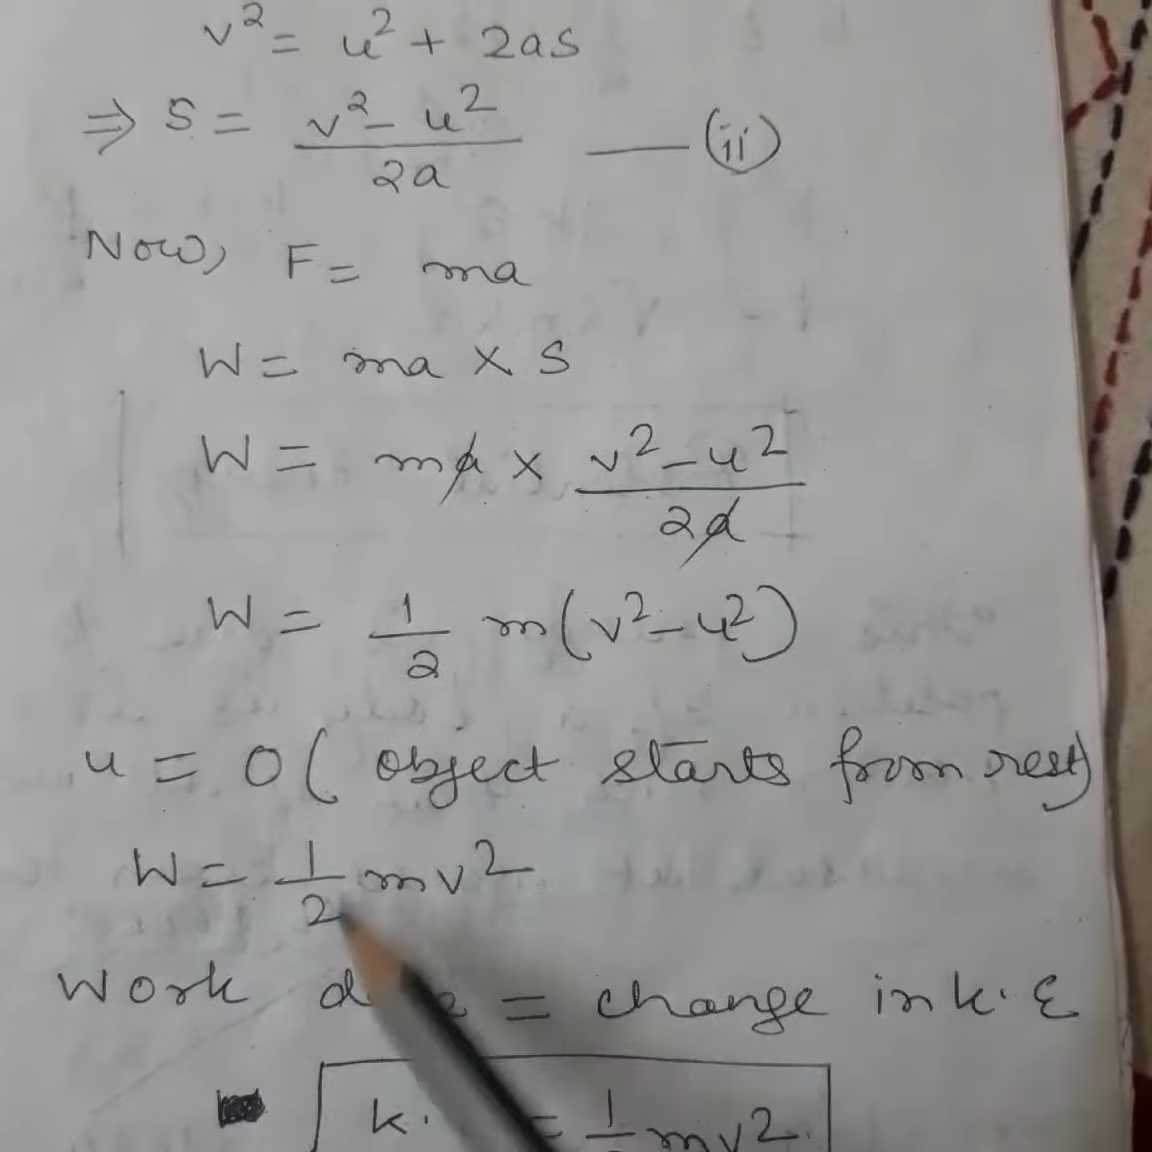 v² = u² + 2as
⇒ S = v² - u² / 2a —— (ii)
Now, F = ma
W = ma × s
W = ma × v² - u² / 2a
W = 1/2 m(v² - u²)
u = 0 (object starts from rest)
W = 1/2 mv²
Work = change in k.E
k. = 1/ mv²